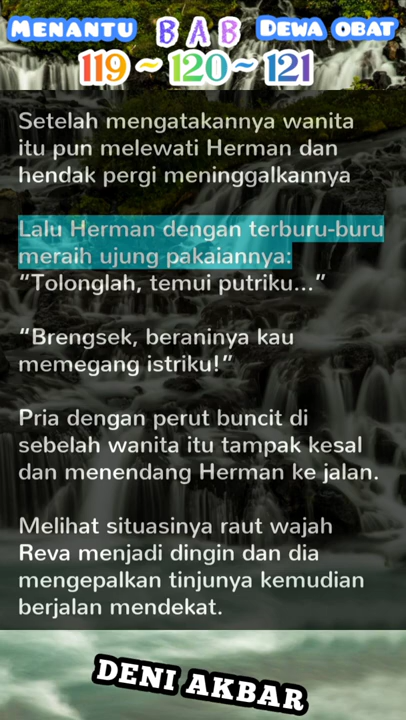 MENANTU BAB DEWA OBAT
119 ~ 120 ~ 121
Setelah mengatakannya wanita
itu pun melewati Herman dan
hendak pergi meninggalkannya
Lalu Herman dengan terburu-buru
meraih ujung pakaiannya:
“Tolonglah, temui putriku...”
“Brengsek, beraninya kau
memegang istriku!”
Pria dengan perut buncit di
sebelah wanita itu tampak kesal
dan menendang Herman ke jalan.
Melihat situasinya raut wajah
Reva menjadi dingin dan dia
mengepalkan tinjunya kemudian
berjalan mendekat.
DENI AKBAR